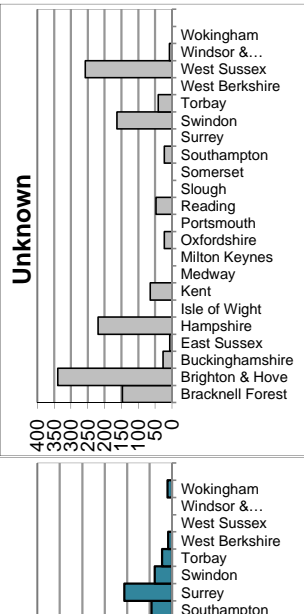 Unknown
Wokingham
Windsor &…
West Sussex
West Berkshire
Torbay
Swindon
Surrey
Southampton
Somerset
Slough
Reading
Portsmouth
Oxfordshire
Milton Keynes
Medway
Kent
Isle of Wight
Hampshire
East Sussex
Buckinghamshire
Brighton & Hove
Bracknell Forest
400
350
300
250
200
150
100
50
0
Wokingham
Windsor &…
West Sussex
West Berkshire
Torbay
Swindon
Surrey
Southampton